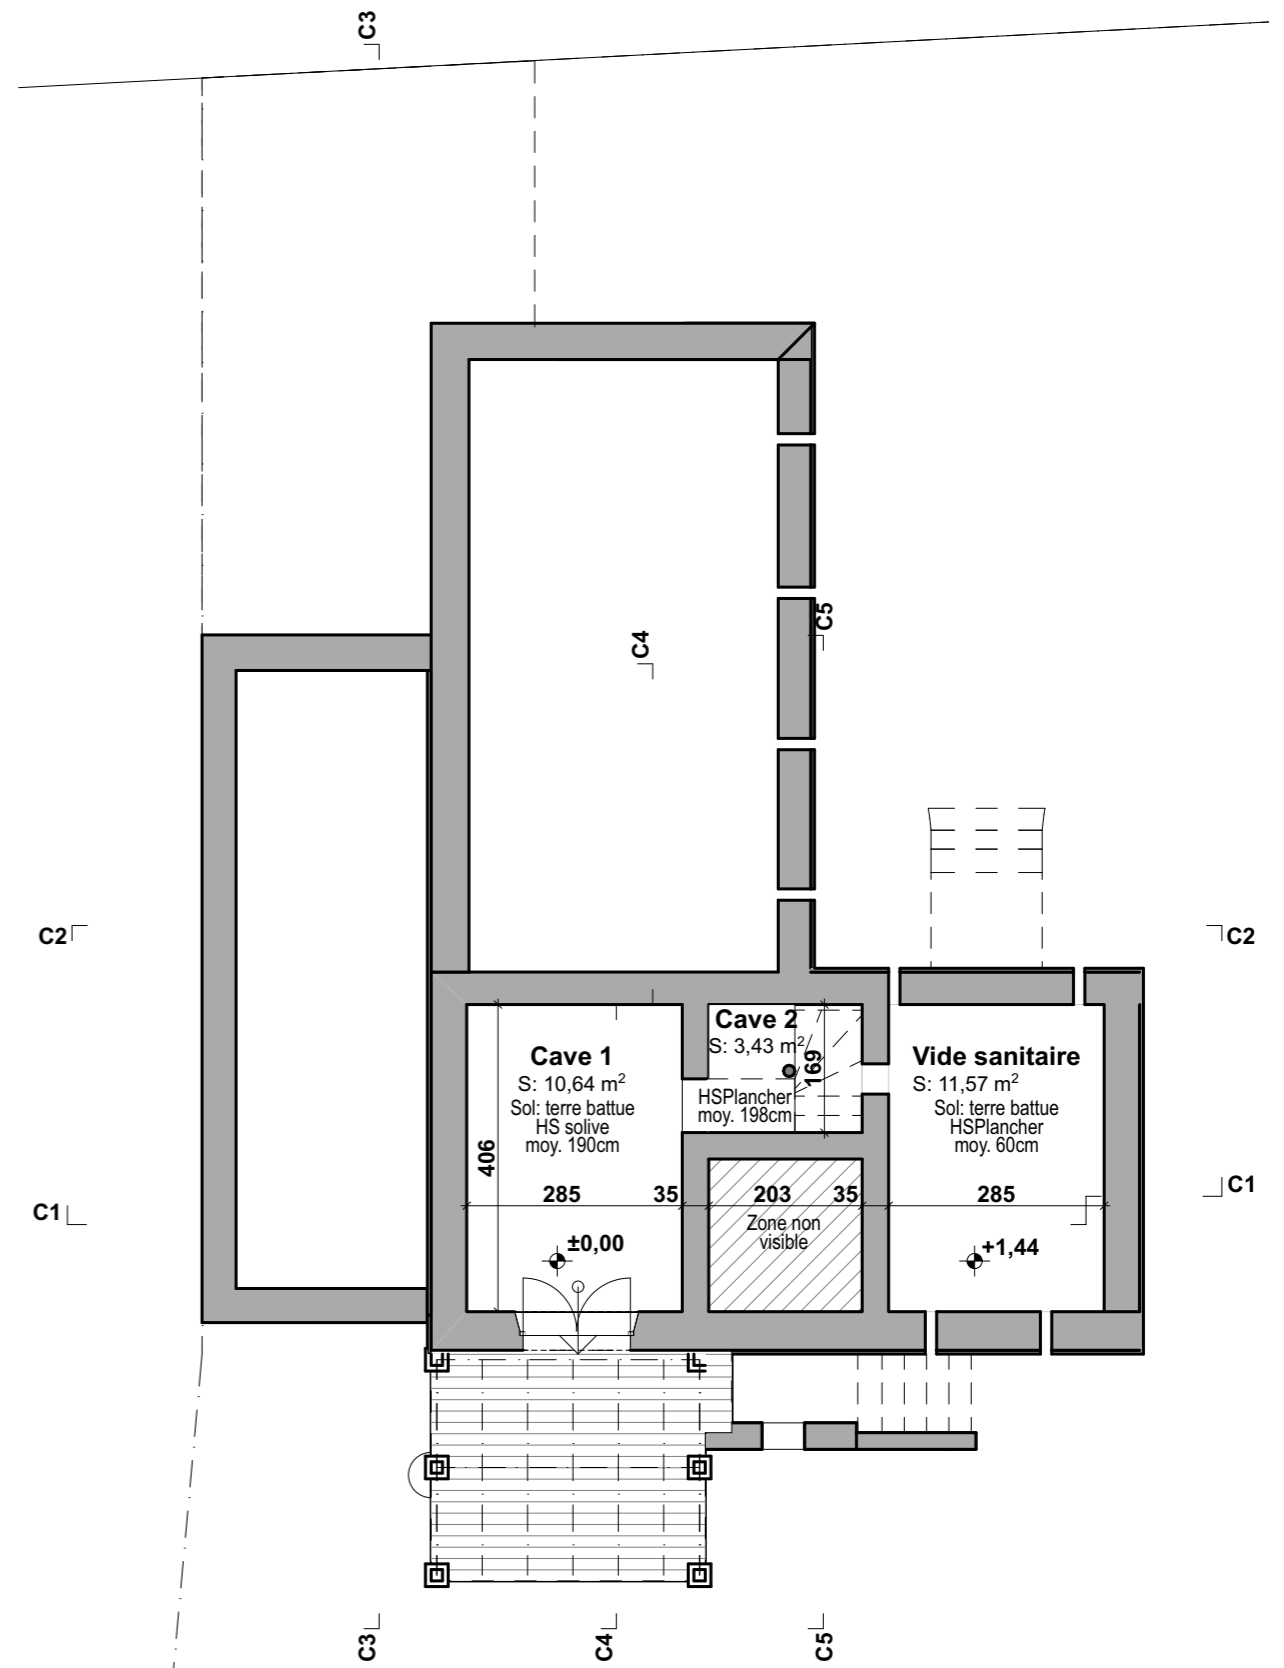 C3
C4
C5
C2
C2
Cave 1
S: 10,64 m²
Sol: terre battue
HS solive
moy. 190cm
Cave 2
S: 3,43 m²
HSPlancher
moy. 198cm
169
Vide sanitaire
S: 11,57 m²
Sol: terre battue
HSPlancher
moy. 60cm
406
C1
285
35
203
35
285
C1
Zone non
visible
±0,00
+1,44
C3
C4
C5